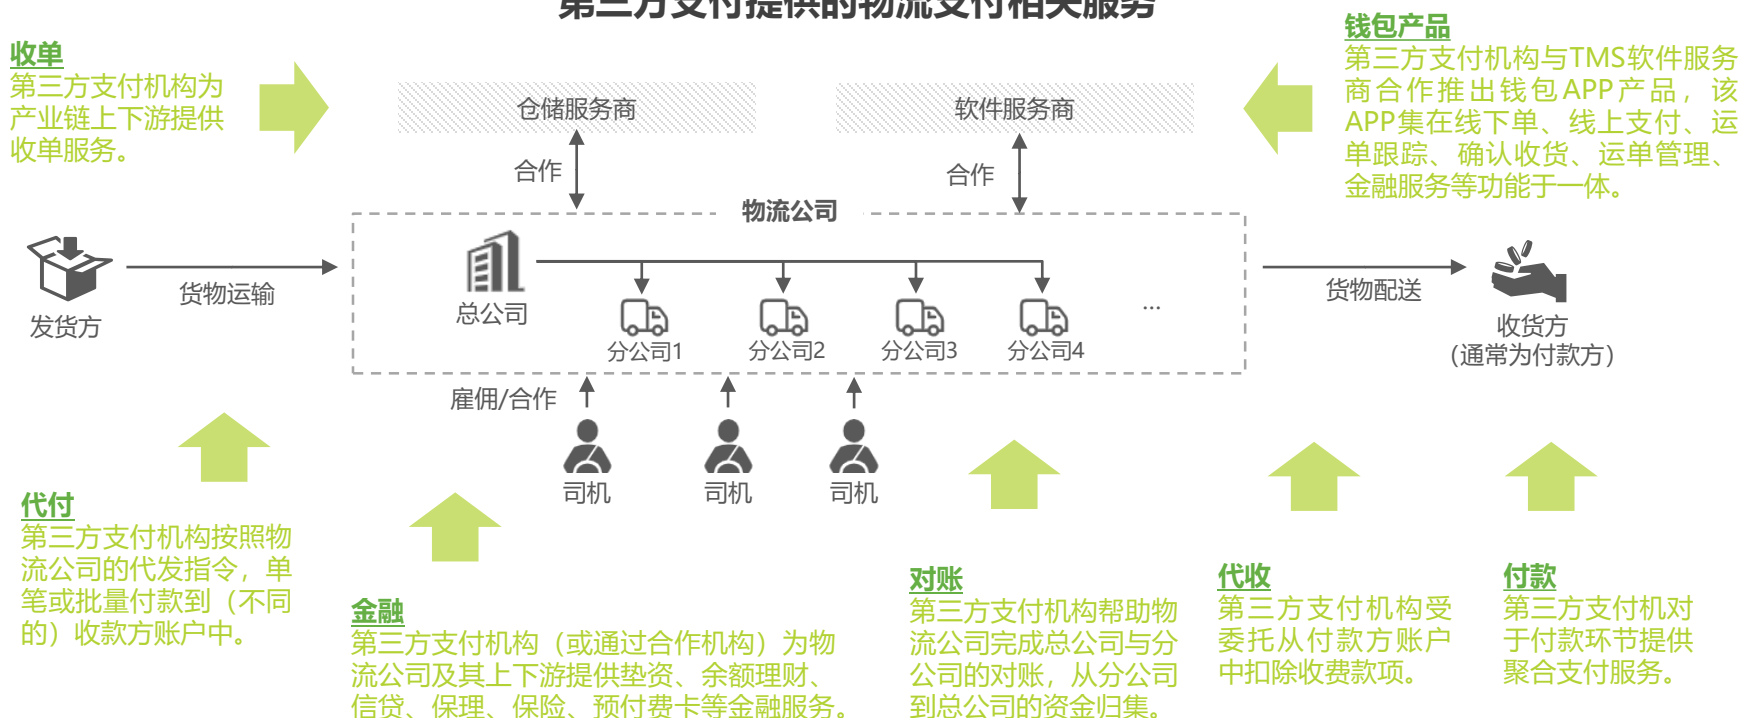 第三方支付提供的物流支付相关服务
收单
第三方支付机构为
产业链上下游提供
收单服务。
钱包产品
第三方支付机构与TMS软件服务
商合作推出钱包APP产品，该
APP集在线下单、线上支付、运
单跟踪、确认收货、运单管理、
金融服务等功能于一体。
仓储服务商
软件服务商
合作
合作
物流公司
发货方
货物运输
总公司
分公司1
分公司2
分公司3
分公司4
…
货物配送
收货方
（通常为付款方）
雇佣/合作
司机
司机
司机
代付
第三方支付机构按照物
流公司的代发指令，单
笔或批量付款到（不同
的）收款方账户中。
金融
第三方支付机构（或通过合作机构）为物
流公司及其上下游提供垫资、余额理财、
信贷、保理、保险、预付费卡等金融服务。
对账
第三方支付机构帮助物
流公司完成总公司与分
公司的对账，从分公司
到总公司的资金归集。
代收
第三方支付机构受
委托从付款方账户
中扣除收费款项。
付款
第三方支付机对
于付款环节提供
聚合支付服务。